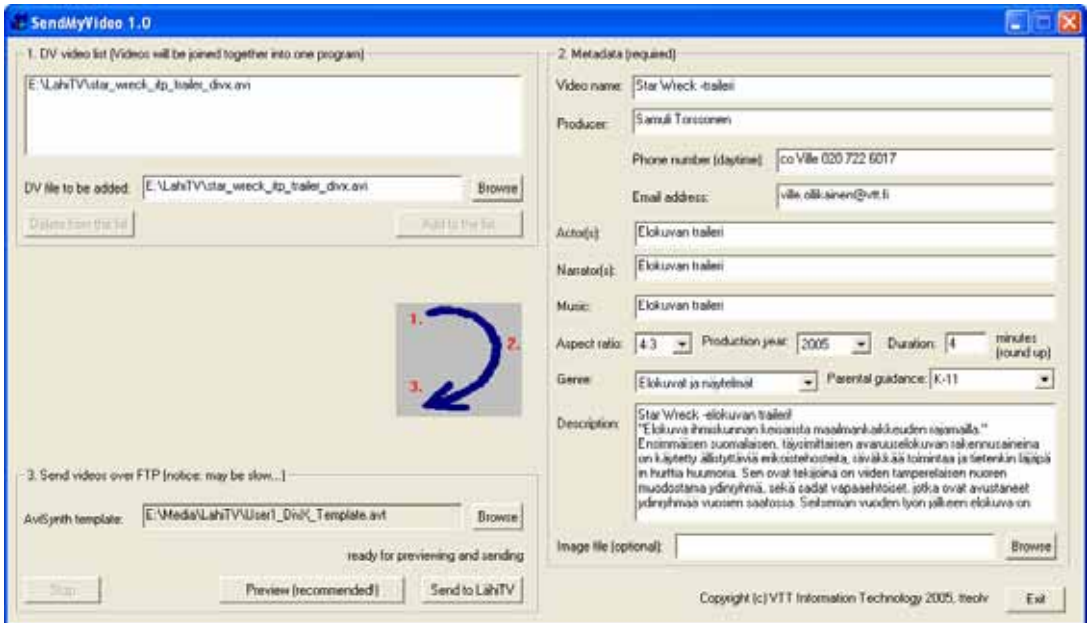 SendMyVideo 1.0
1. DV video list (Videos will be joined together into one program)
E:\LahiTV\star_wreck_itp_trailer_divx.avi
DV file to be added: E:\LahiTV\star_wreck_itp_trailer_divx.avi Browse
Delete from the list Add to the list
1.
2.
3.
3. Send videos over FTP (notice: may be slow...)
AviSynth template: E:\Media\LahiTV\User1_DivX_Template.avt Browse
ready for previewing and sending
Stop Preview (recommended!) Send to LähiTV
2. Metadata (required)
Video name: Star Wreck -traileri
Producer: Samuli Torssonen
Phone number (daytime): co Ville 020 722 6017
Email address: ville.ollikainen@vtt.fi
Actor(s): Elokuvan traileri
Narrator(s): Elokuvan traileri
Music: Elokuvan traileri
Aspect ratio: 4:3 Production year: 2005 Duration: 4 minutes
(round up)
Genre: Elokuvat ja näytelmät Parental guidance: K-11
Description: Star Wreck -elokuvan traileri!
"Elokuva ihmiskunnan keisarista maailmankaikkeuden rajamailla."
Ensimmäisen suomalaisen, täysimittaisen avaruuselokuvan rakennusaineina
on käytetty ällistyttäviä erikoistehosteita, säväkkää toimintaa ja tietenkin läjäpä
in hurttia huumoria. Sen ovat tekijöinä on viiden tamperelaisen nuoren
muodostama ydinryhmä, sekä sadat vapaaehtoiset, jotka ovat avustaneet
ydinryhmää vuosien saatossa. Seitsemän vuoden työn jälkeen elokuva on
Image file (optional): Browse
Copyright (c) VTT Information Technology 2005, tteolv Exit